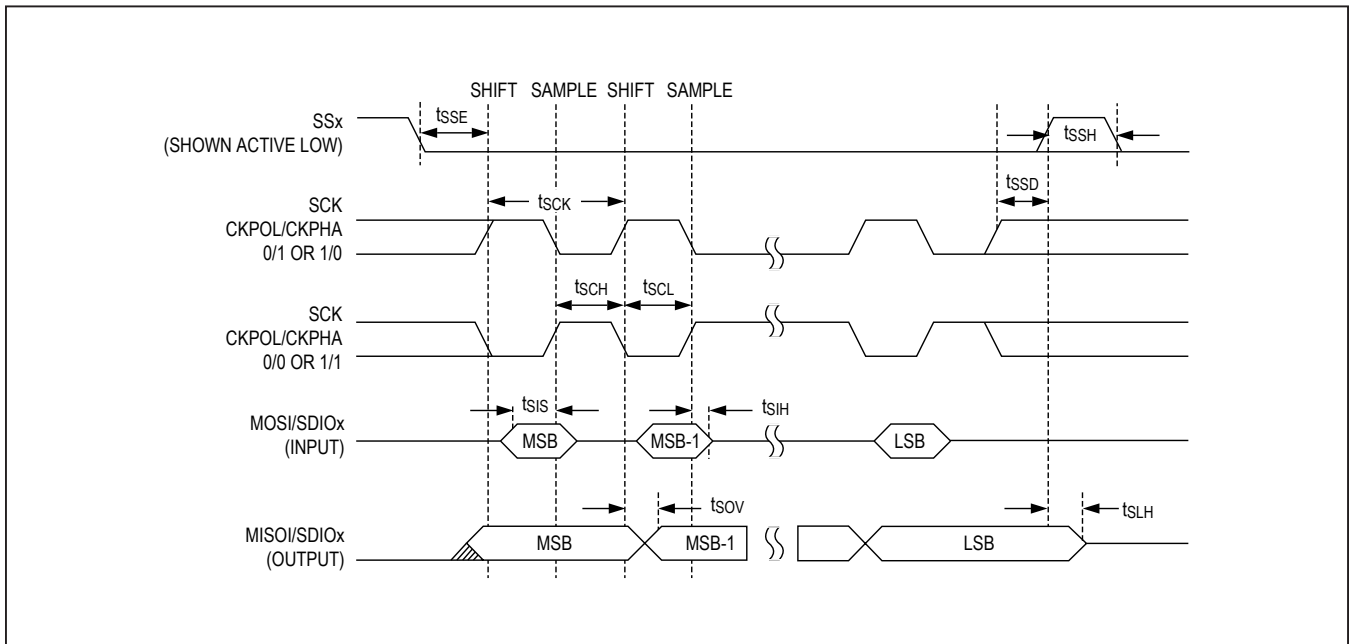 SHIFT SAMPLE SHIFT SAMPLE
SSx
(SHOWN ACTIVE LOW)
tSSE
tSSH
tSSD
SCK
CKPOL/CKPHA
0/1 OR 1/0
tSCK
tSCH
tSCL
SCK
CKPOL/CKPHA
0/0 OR 1/1
tSIS
tSIH
MOSI/SDIOx
(INPUT)
MSB
MSB-1
LSB
tSOV
tSLH
MISOI/SDIOx
(OUTPUT)
MSB
MSB-1
LSB